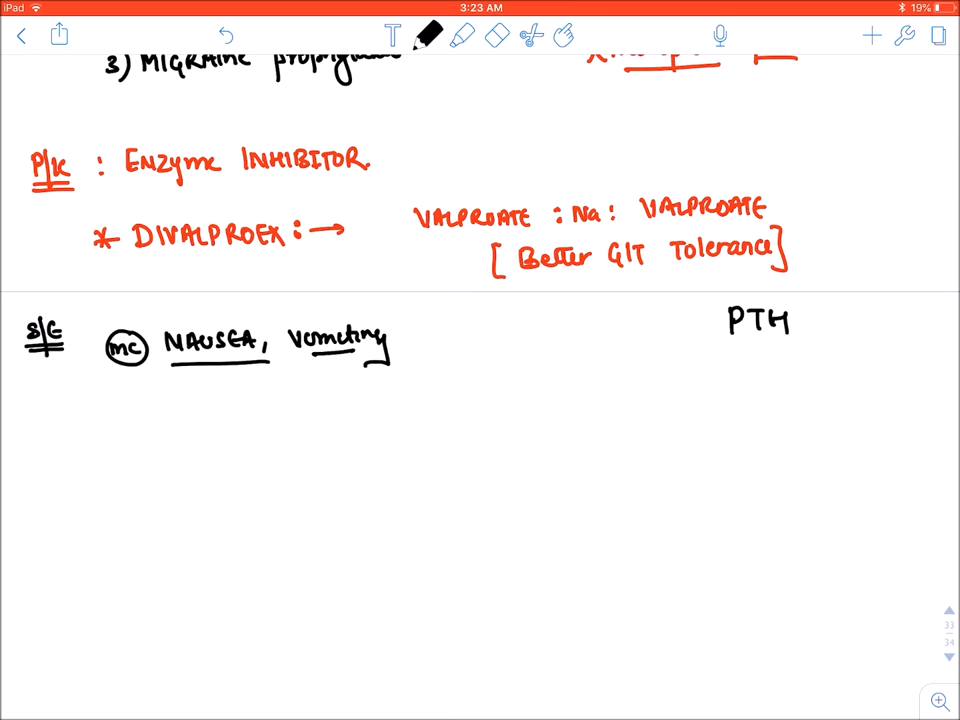 iPad 3:23 AM 19%
3) MIGRAINE
P/K : Enzyme INHIBITOR
* DIVALPROEX : → VALPROATE : Na : VALPROATE
[ Better GIT Tolerance ]
S/E mc NAUSEA, Vometing PTH
33
34